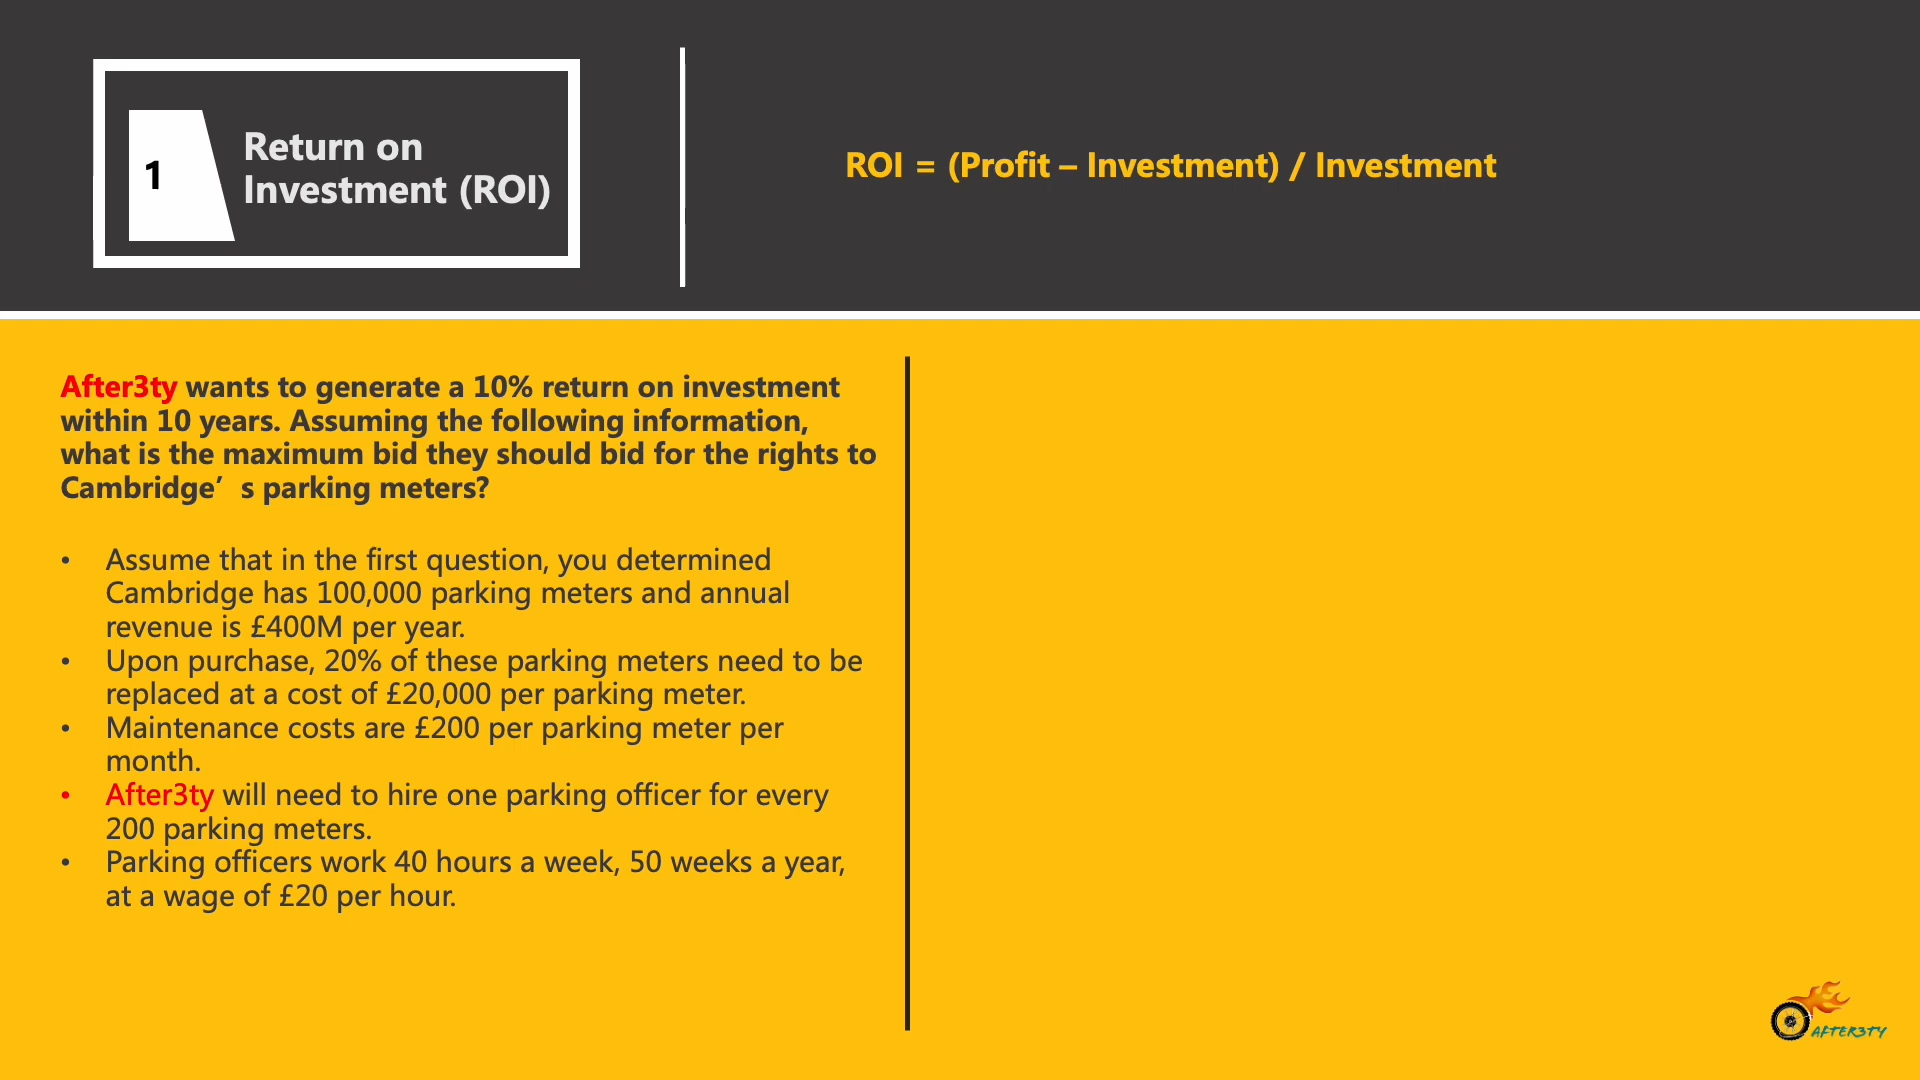 1
Return on
Investment (ROI)
ROI = (Profit – Investment) / Investment
After3ty wants to generate a 10% return on investment
within 10 years. Assuming the following information,
what is the maximum bid they should bid for the rights to
Cambridge’ s parking meters?
• Assume that in the first question, you determined
Cambridge has 100,000 parking meters and annual
revenue is £400M per year.
• Upon purchase, 20% of these parking meters need to be
replaced at a cost of £20,000 per parking meter.
• Maintenance costs are £200 per parking meter per
month.
• After3ty will need to hire one parking officer for every
200 parking meters.
• Parking officers work 40 hours a week, 50 weeks a year,
at a wage of £20 per hour.
AFTER3TY